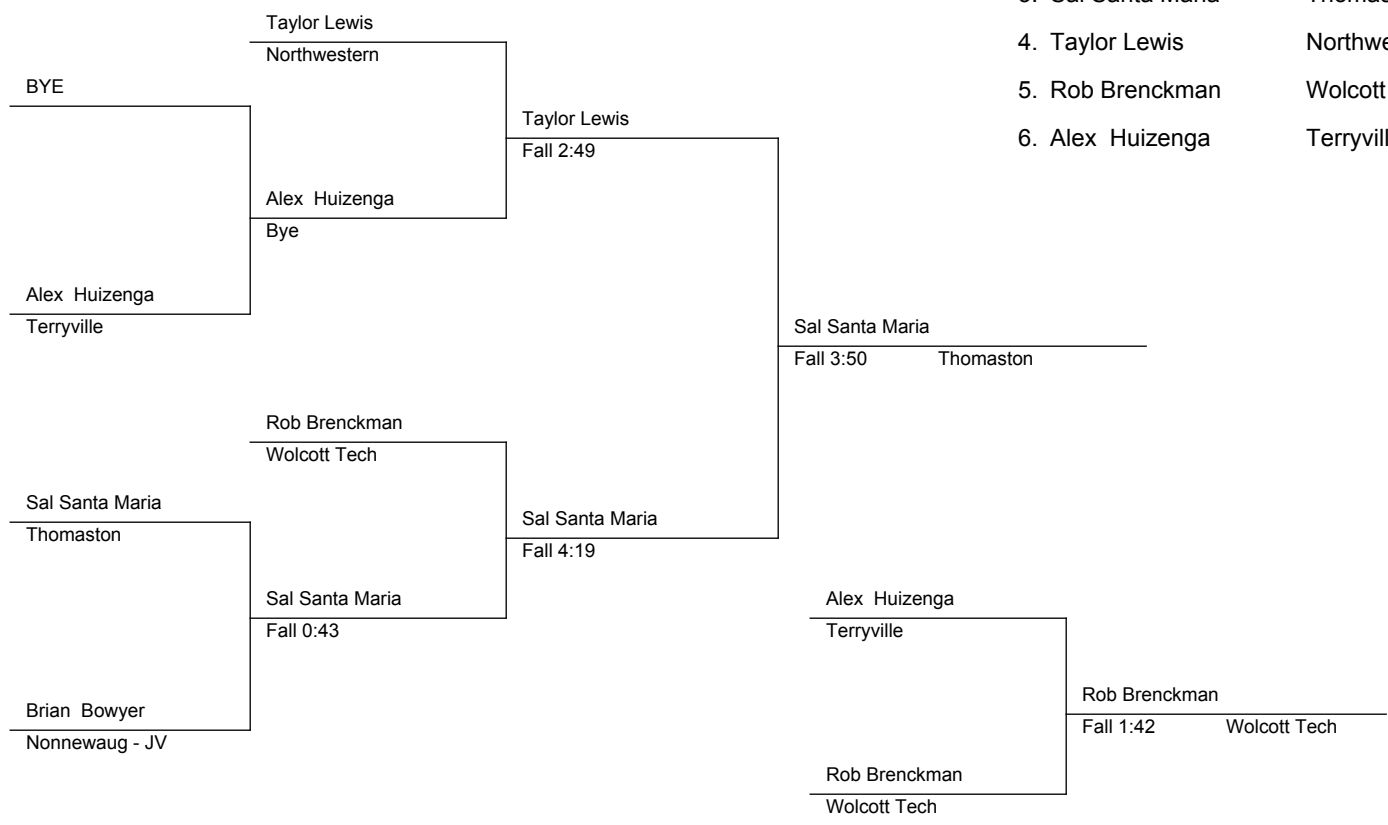 4. Taylor Lewis
5. Rob Brenckman Wolcott
6. Alex Huizenga
Taylor Lewis
Northwestern
BYE
Taylor Lewis
Fall 2:49
Alex Huizenga
Bye
Alex Huizenga
Terryville
Sal Santa Maria
Fall 3:50 Thomaston
Rob Brenckman
Wolcott Tech
Sal Santa Maria
Thomaston
Sal Santa Maria
Fall 4:19
Sal Santa Maria
Fall 0:43
Alex Huizenga
Terryville
Brian Bowyer
Nonnewaug - JV
Rob Brenckman
Fall 1:42 Wolcott Tech
Rob Brenckman
Wolcott Tech